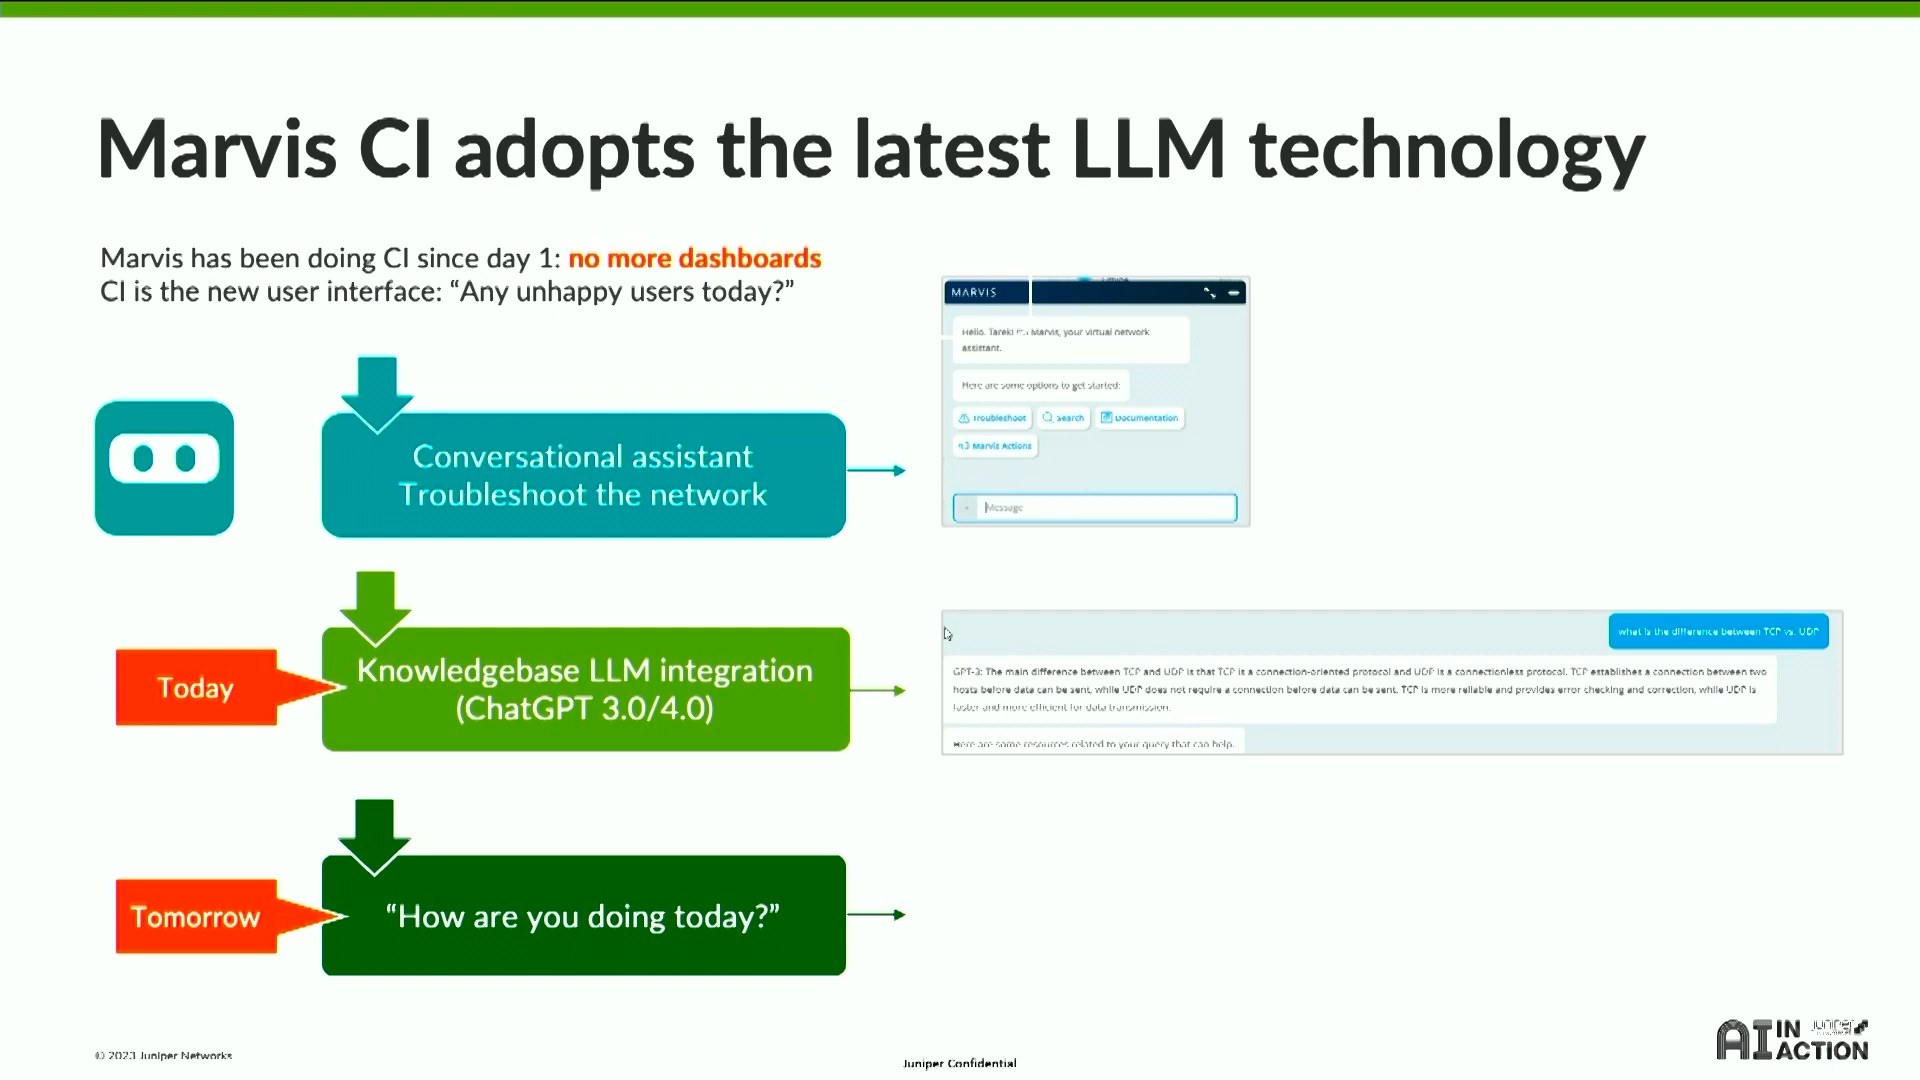 Marvis CI adopts the latest LLM technology
Marvis has been doing CI since day 1: no more dashboards
CI is the new user interface: “Any unhappy users today?”
Conversational assistant
Troubleshoot the network
MARVIS
Hello, Tarek! I'm Marvis, your virtual network
assistant.
Here are some options to get started:
Troubleshoot
Search
Documentation
Marvis Actions
Message
Today
Knowledgebase LLM integration
(ChatGPT 3.0/4.0)
what is the difference between TCP vs. UDP
GPT-3: The main difference between TCP and UDP is that TCP is a connection-oriented protocol and UDP is a connectionless protocol. TCP establishes a connection between two
hosts before data can be sent, while UDP does not require a connection before data can be sent. TCP is more reliable and provides error checking and correction, while UDP is
faster and more efficient for data transmission.
Here are some resources related to your query that can help.
Tomorrow
“How are you doing today?”
© 2023 Juniper Networks
Juniper Confidential
AI IN ACTION
Juniper